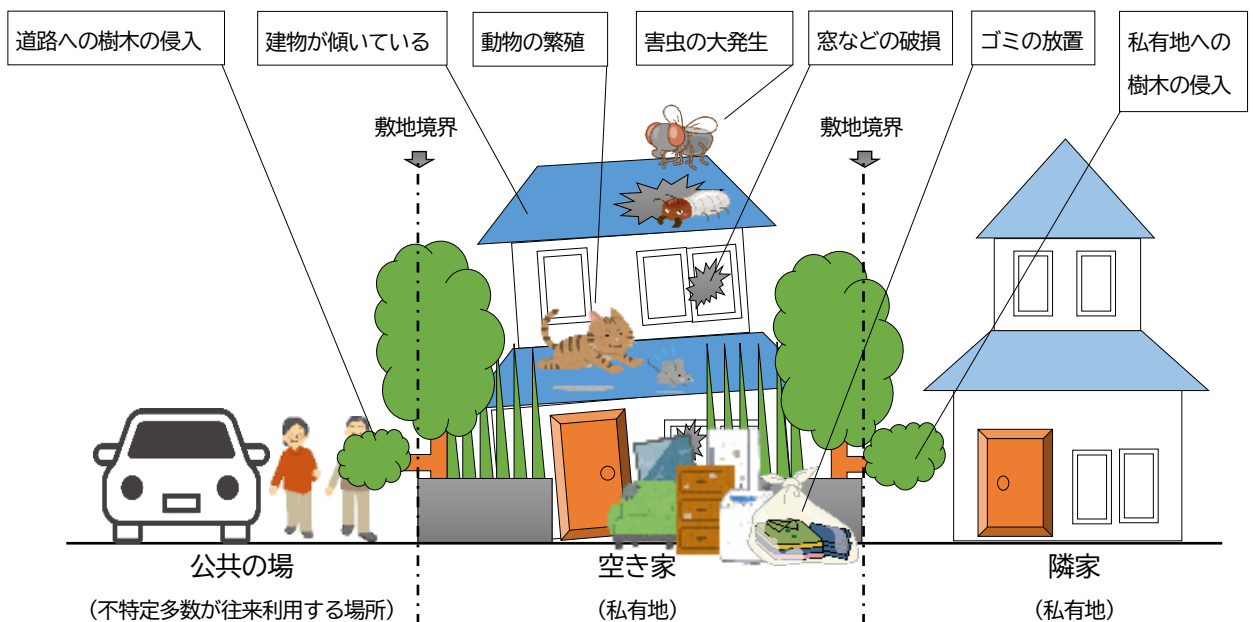 道路への樹木の侵入
建物が傾いている
動物の繁殖
害虫の大発生
窓などの破損
ゴミの放置
私有地への
樹木の侵入
敷地境界
敷地境界
公共の場
(不特定多数が往来利用する場所)
空き家
(私有地)
隣家
(私有地)